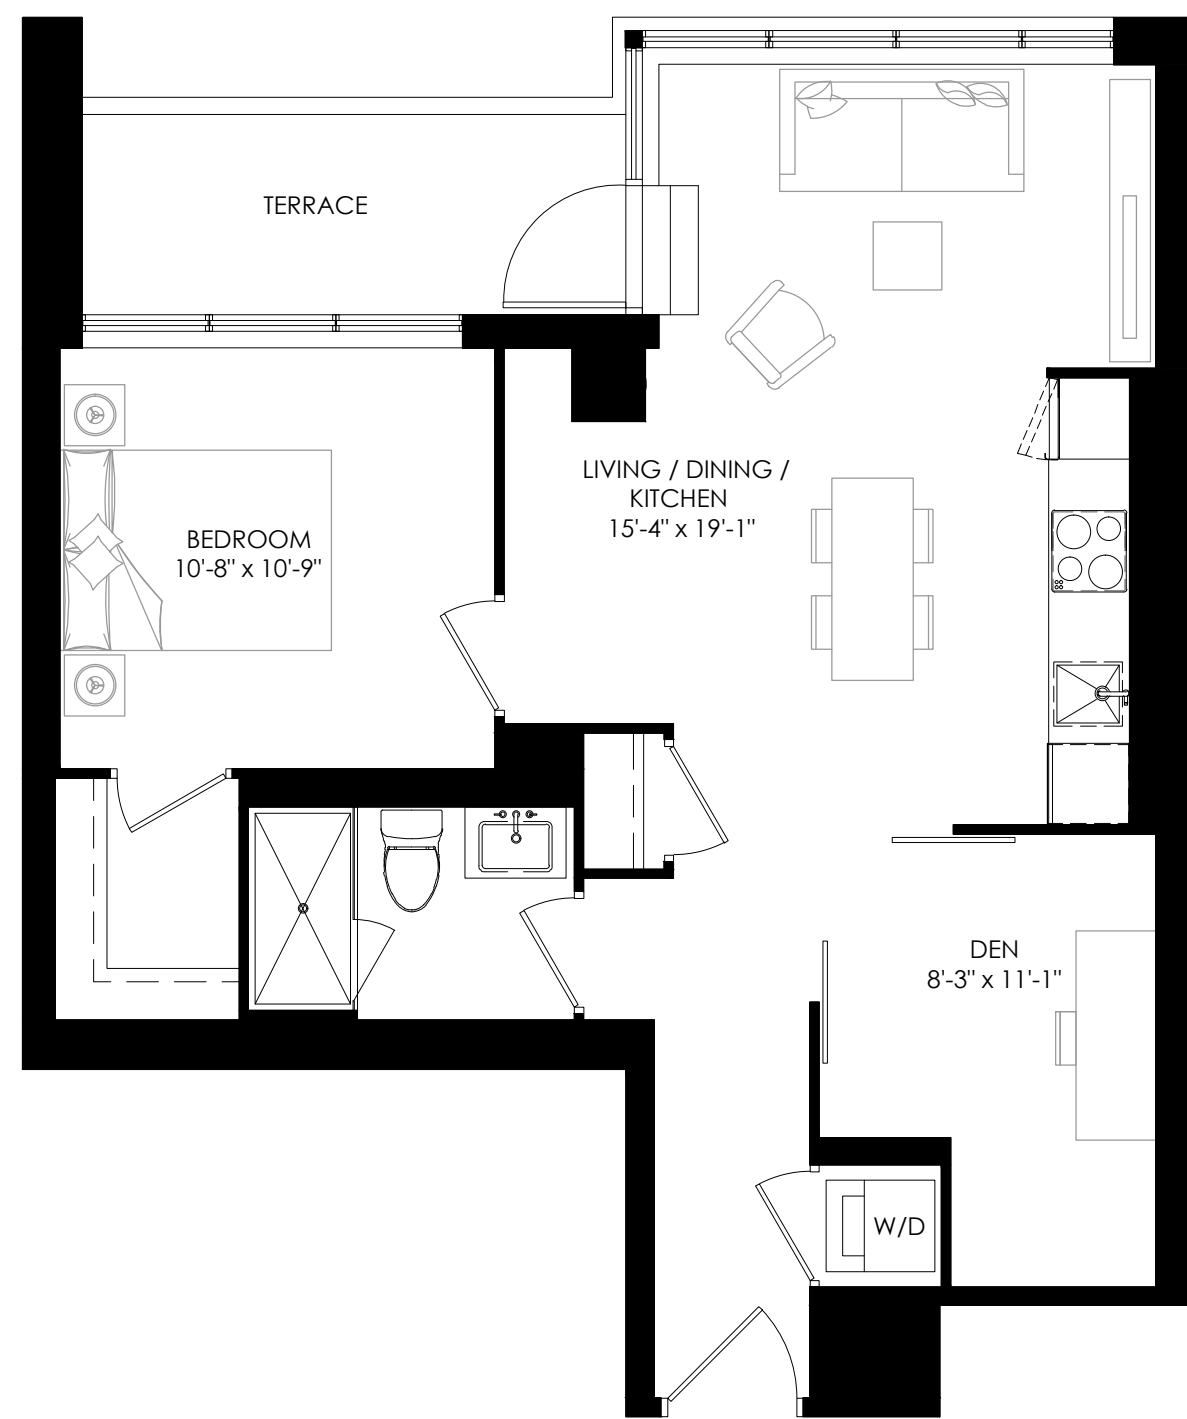 TERRACE
LIVING / DINING /
KITCHEN
15'-4" x 19'-1"
BEDROOM
10'-8" x 10'-9"
DEN
8'-3" x 11'-1"
W/D